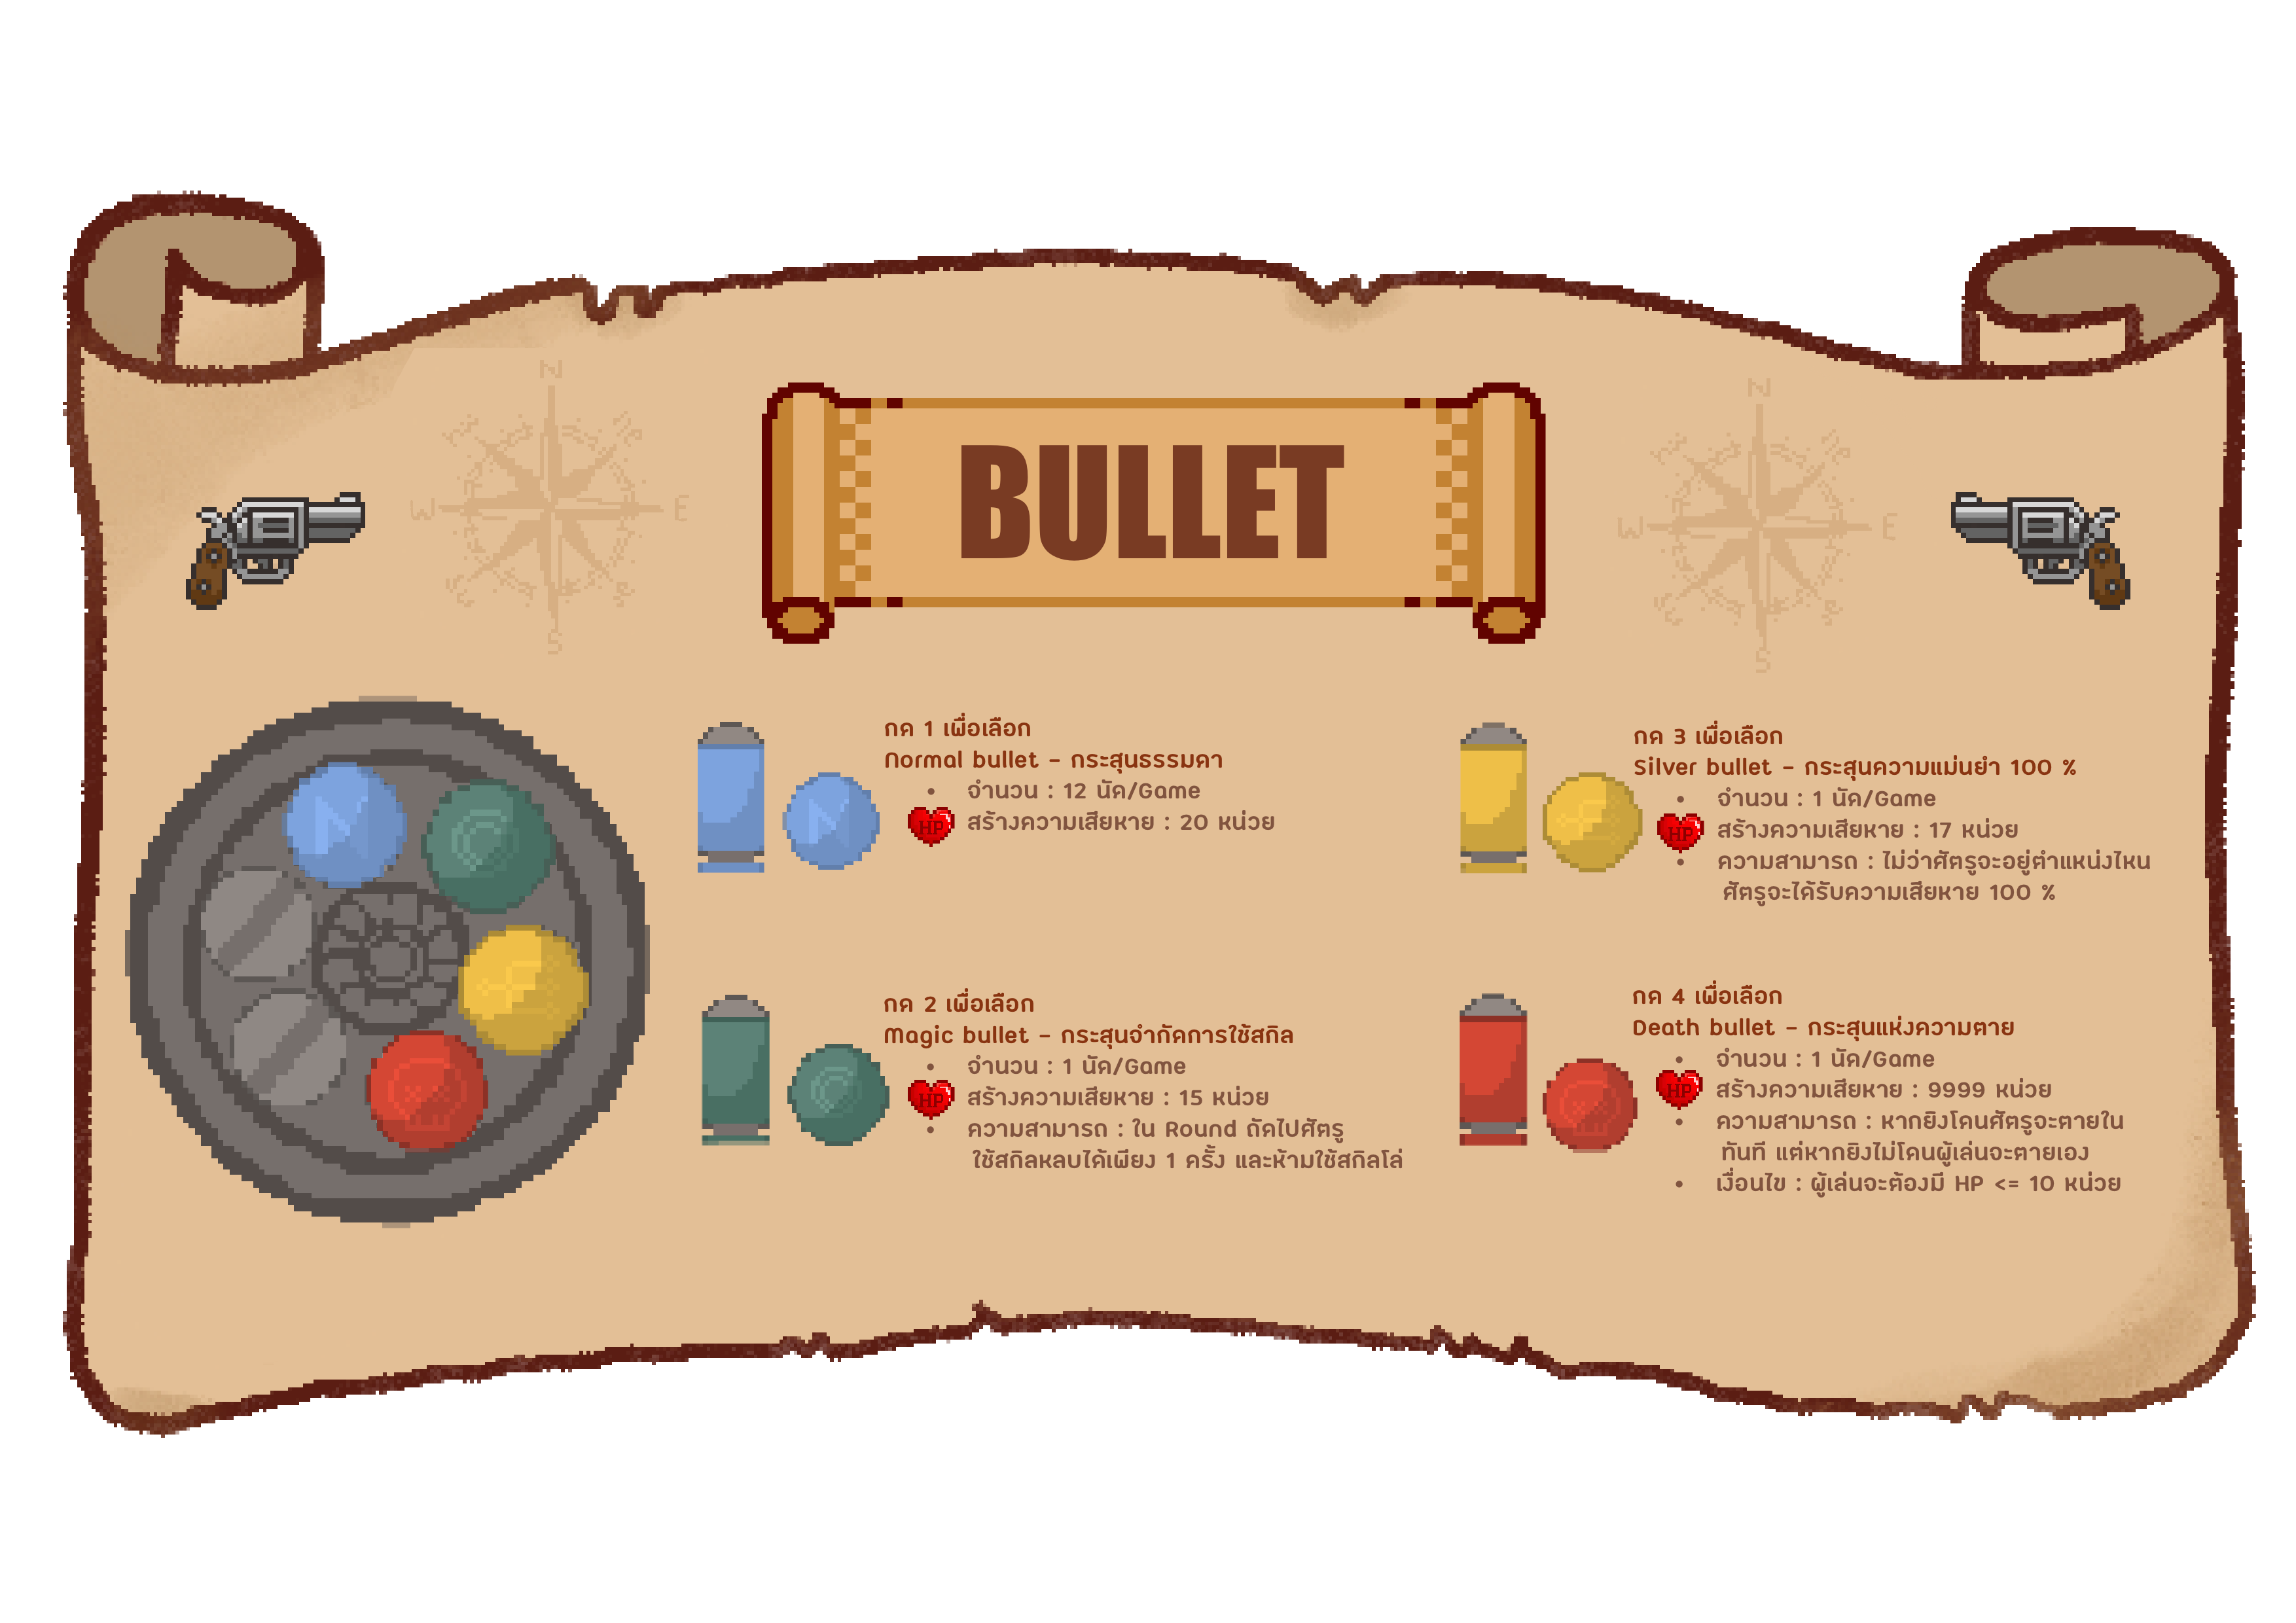 N
W E
S
BULLET
N
W E
S
กด 1 เพื่อเลือก
Normal bullet - กระสุนธรรมดา
• จำนวน : 12 นัด/Game
HP สร้างความเสียหาย : 20 หน่วย
กด 2 เพื่อเลือก
Magic bullet - กระสุนจำกัดการใช้สกิล
• จำนวน : 1 นัด/Game
HP สร้างความเสียหาย : 15 หน่วย
• ความสามารถ : ใน Round ถัดไปศัตรู
ใช้สกิลหลบได้เพียง 1 ครั้ง และห้ามใช้สกิลโล่
กด 3 เพื่อเลือก
Silver bullet - กระสุนความแม่นยำ 100 %
• จำนวน : 1 นัด/Game
HP สร้างความเสียหาย : 17 หน่วย
• ความสามารถ : ไม่ว่าศัตรูจะอยู่ตำแหน่งไหน
ศัตรูจะได้รับความเสียหาย 100 %
กด 4 เพื่อเลือก
Death bullet - กระสุนแห่งความตาย
• จำนวน : 1 นัด/Game
HP สร้างความเสียหาย : 9999 หน่วย
• ความสามารถ : หากยิงโดนศัตรูจะตายใน
ทันที แต่หากยิงไม่โดนผู้เล่นจะตายเอง
• เงื่อนไข : ผู้เล่นจะต้องมี HP <= 10 หน่วย